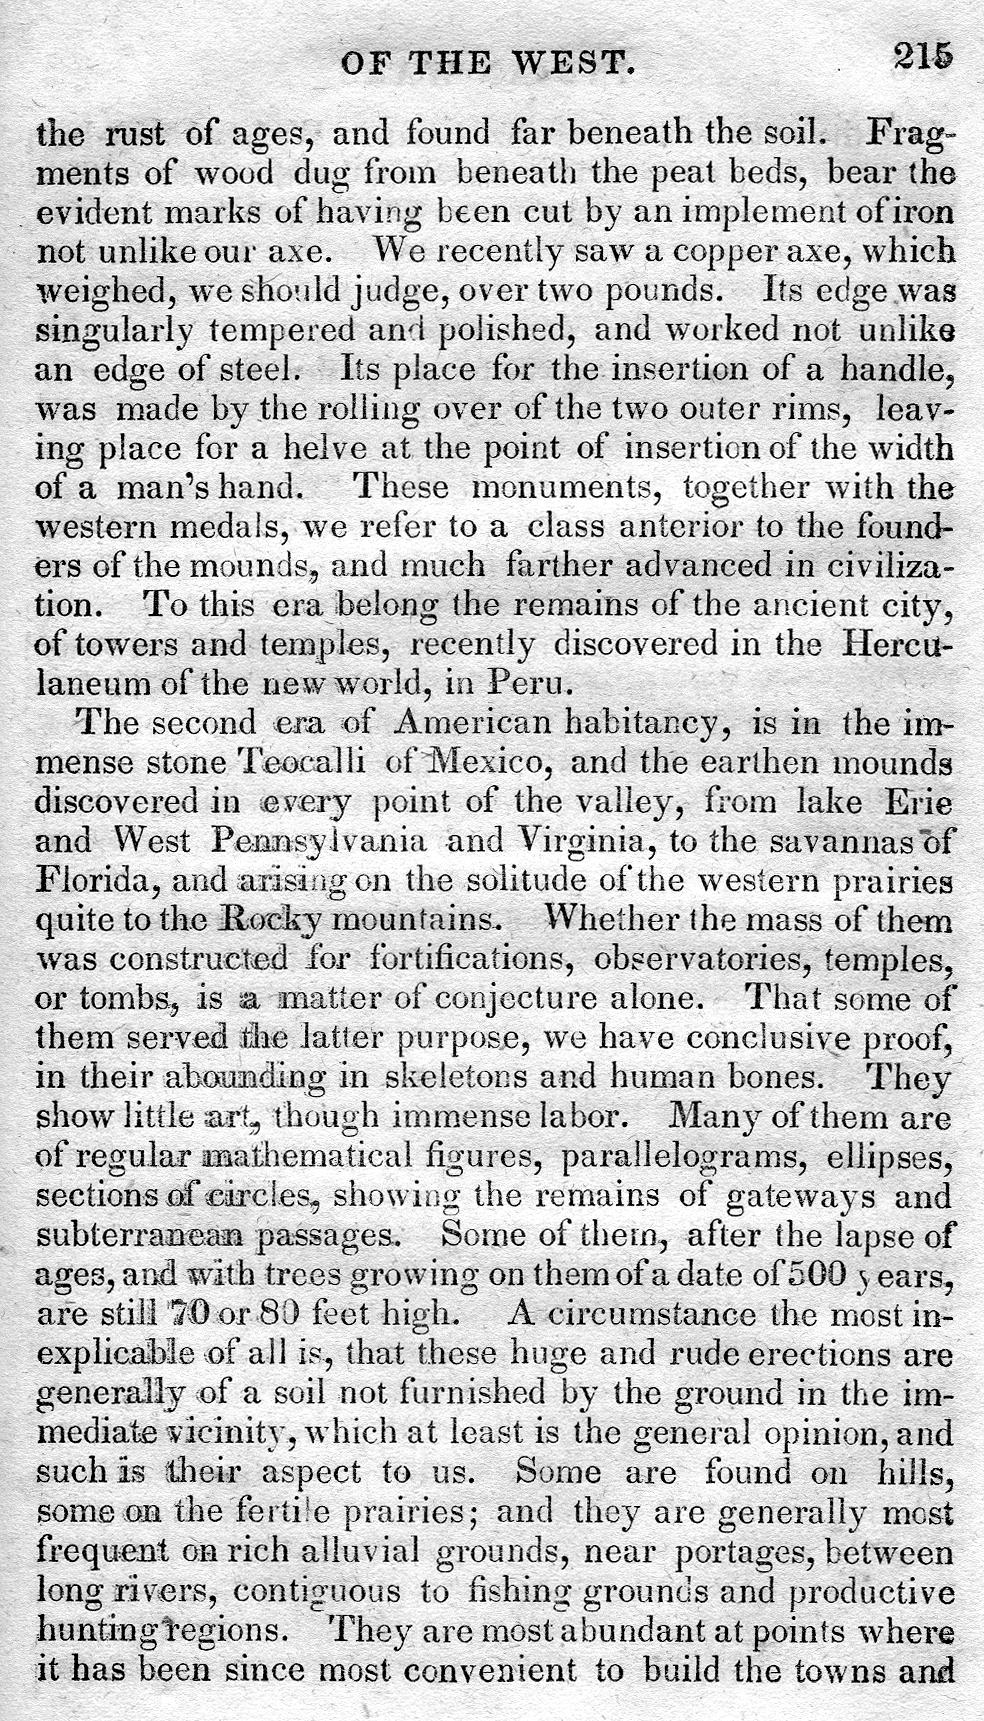 OF THE WEST. 215
the rust of ages, and found far beneath the soil. Frag-
ments of wood dug from beneath the peat beds, bear the
evident marks of having been cut by an implement of iron
not unlike our axe. We recently saw a copper axe, which
weighed, we should judge, over two pounds. Its edge was
singularly tempered and polished, and worked not unlike
an edge of steel. Its place for the insertion of a handle,
was made by the rolling over of the two outer rims, leav-
ing place for a helve at the point of insertion of the width
of a man's hand. These monuments, together with the
western medals, we refer to a class anterior to the found-
ers of the mounds, and much farther advanced in civiliza-
tion. To this era belong the remains of the ancient city,
of towers and temples, recently discovered in the Hercu-
laneum of the new world, in Peru.
The second era of American habitancy, is in the im-
mense stone Teocalli of Mexico, and the earthen mounds
discovered in every point of the valley, from lake Erie
and West Pennsylvania and Virginia, to the savannas of
Florida, and arising on the solitude of the western prairies
quite to the Rocky mountains. Whether the mass of them
was constructed for fortifications, observatories, temples,
or tombs, is a matter of conjecture alone. That some of
them served the latter purpose, we have conclusive proof,
in their abounding in skeletons and human bones. They
show little art, though immense labor. Many of them are
of regular mathematical figures, parallelograms, ellipses,
sections of circles, showing the remains of gateways and
subterranean passages. Some of them, after the lapse of
ages, and with trees growing on them of a date of 500 years,
are still 70 or 80 feet high. A circumstance the most in-
explicable of all is, that these huge and rude erections are
generally of a soil not furnished by the ground in the im-
mediate vicinity, which at least is the general opinion, and
such is their aspect to us. Some are found on hills,
some on the fertile prairies; and they are generally most
frequent on rich alluvial grounds, near portages, between
long rivers, contiguous to fishing grounds and productive
hunting regions. They are most abundant at points where
it has been since most convenient to build the towns and